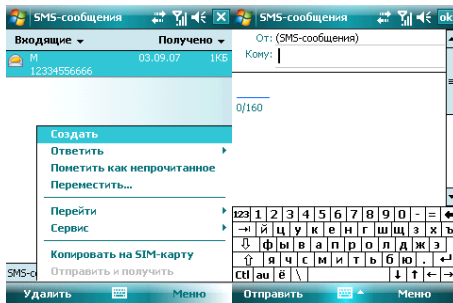 SMS-сообщения
Входящие
Получено
М 03.09.07 1КБ
12334556666
Создать
Ответить
Пометить как непрочитанное
Переместить...
Перейти
Сервис
Копировать на SIM-карту
Отправить и получить
Удалить
Меню
SMS-сообщения
ok
От: (SMS-сообщения)
Кому:
0/160
123 1 2 3 4 5 6 7 8 9 0 - =
й ц у к е н г ш щ з х ъ
ф ы в а п р о л д ж э
я ч с м и т ь б ю .
Ctl au ё \
Отправить
Меню